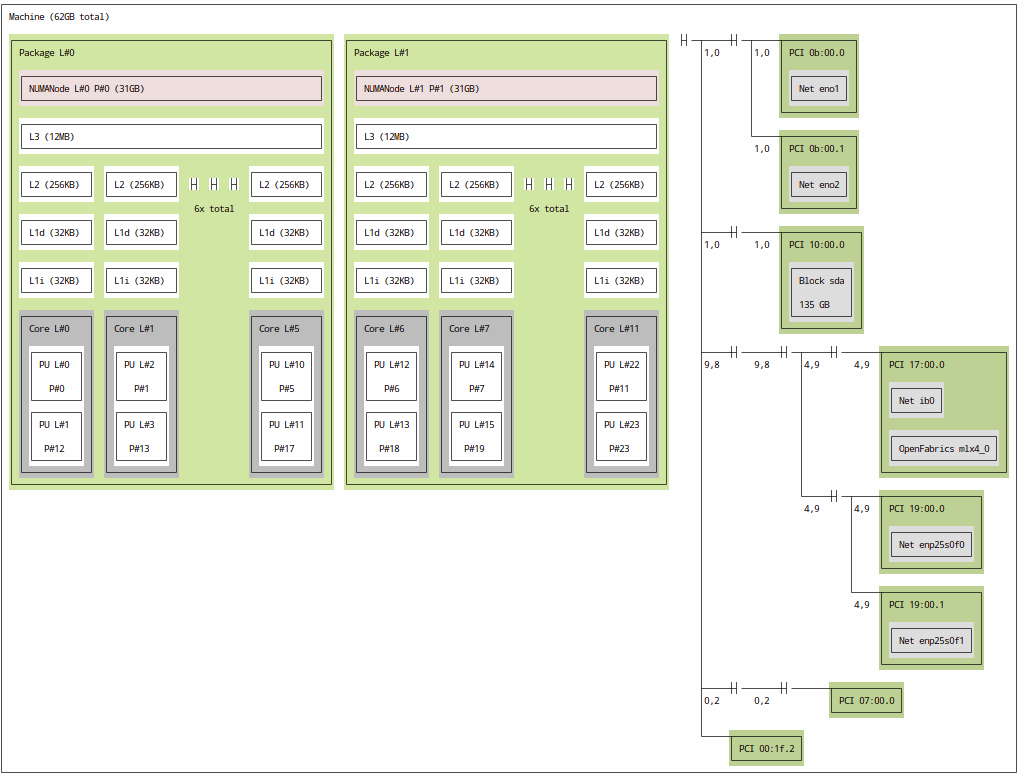 Machine (62GB total)
Package L#0
NUMANode L#0 P#0 (31GB)
L3 (12MB)
L2 (256KB)
L2 (256KB)
L2 (256KB)
6x total
L1d (32KB)
L1d (32KB)
L1d (32KB)
L1i (32KB)
L1i (32KB)
L1i (32KB)
Core L#0
PU L#0
P#0
PU L#1
P#12
Core L#1
PU L#2
P#1
PU L#3
P#13
Core L#5
PU L#10
P#5
PU L#11
P#17
Package L#1
NUMANode L#1 P#1 (31GB)
L3 (12MB)
L2 (256KB)
L2 (256KB)
L2 (256KB)
6x total
L1d (32KB)
L1d (32KB)
L1d (32KB)
L1i (32KB)
L1i (32KB)
L1i (32KB)
Core L#6
PU L#12
P#6
PU L#13
P#18
Core L#7
PU L#14
P#7
PU L#15
P#19
Core L#11
PU L#22
P#11
PU L#23
P#23
1,0
1,0
PCI 0b:00.0
Net eno1
1,0
PCI 0b:00.1
Net eno2
1,0
1,0
PCI 10:00.0
Block sda
135 GB
9,8
9,8
4,9
4,9
PCI 17:00.0
Net ib0
OpenFabrics mlx4_0
4,9
4,9
PCI 19:00.0
Net enp25s0f0
4,9
PCI 19:00.1
Net enp25s0f1
0,2
0,2
PCI 07:00.0
PCI 00:1f.2